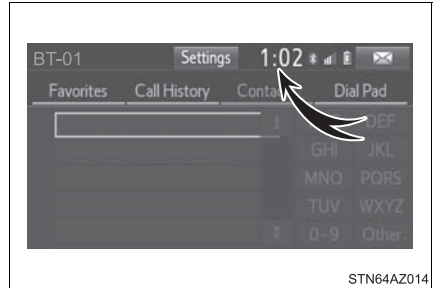 BT-01 Settings 1:02
Favorites Call History Contac Dial Pad
DEF
GHI JKL
MNO PQRS
TUV WXYZ
0-9 Other
STN64AZ014